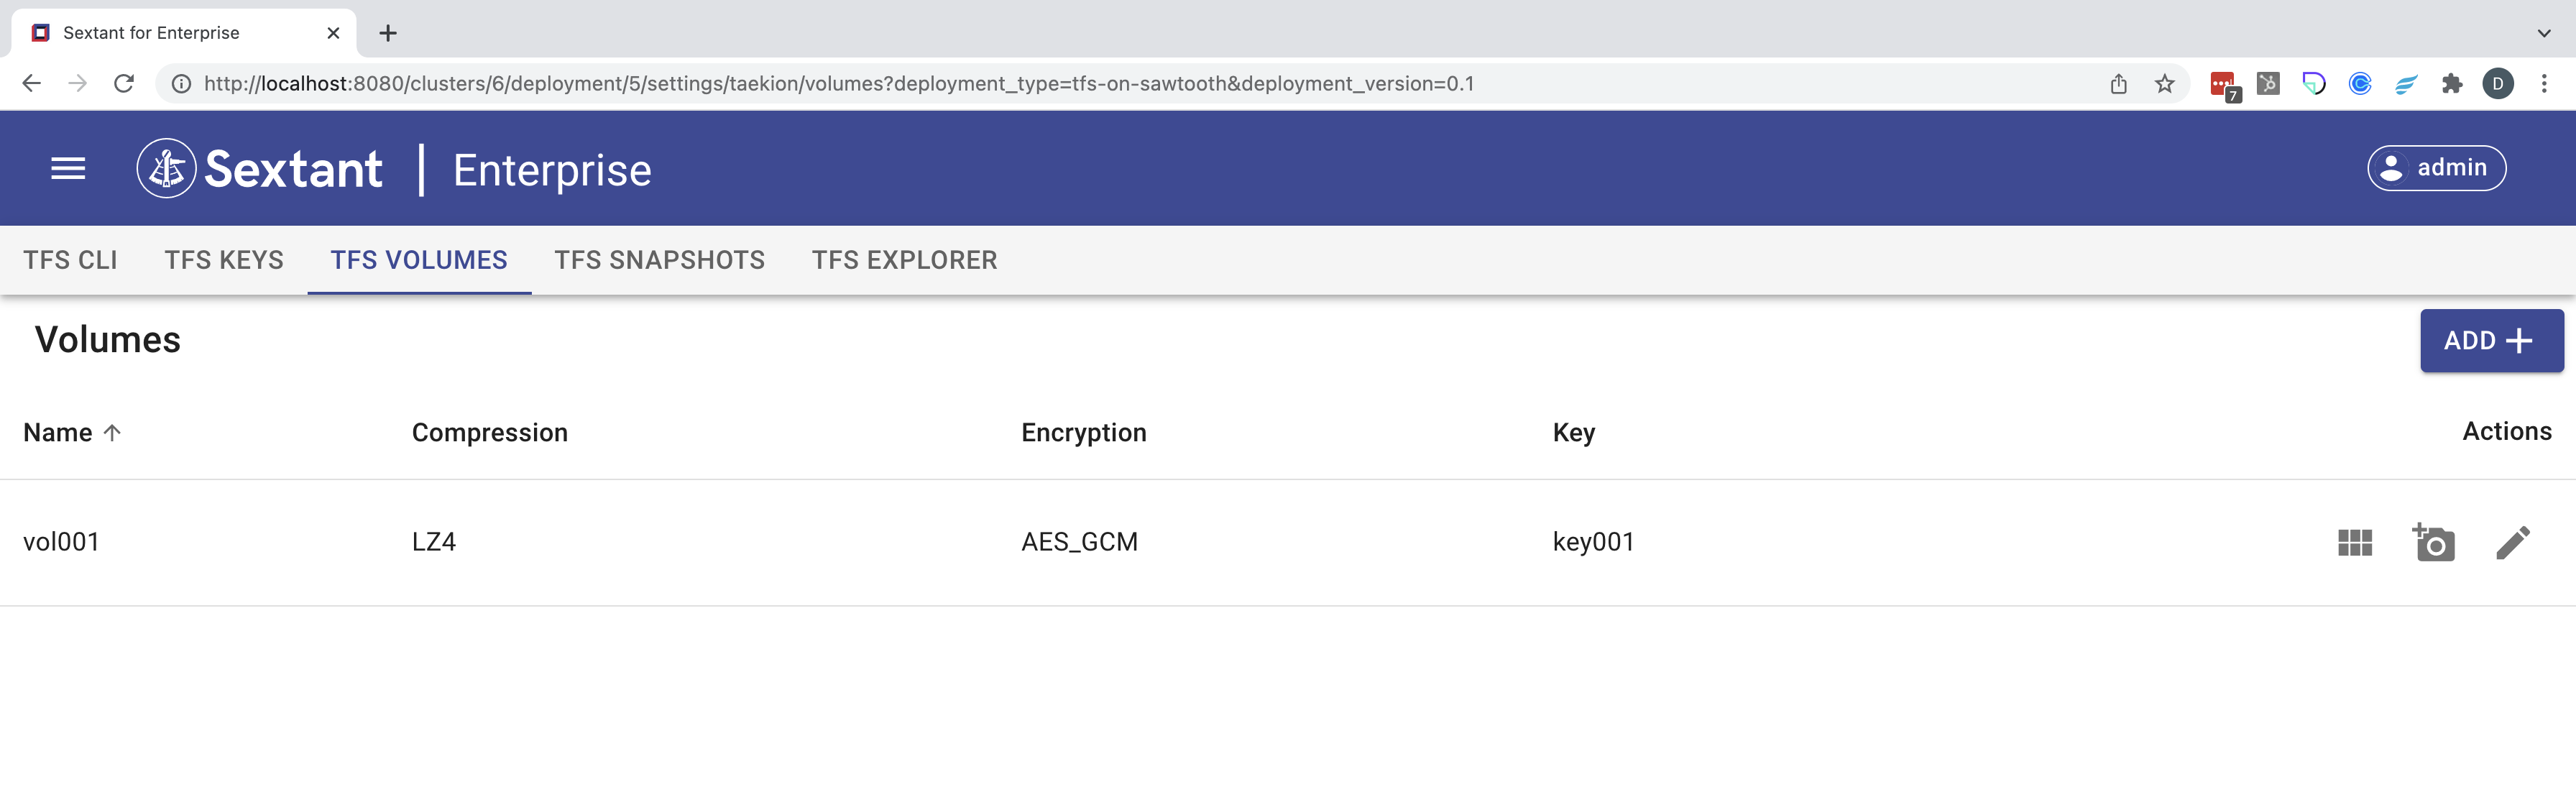 Sextant for Enterprise
http://localhost:8080/clusters/6/deployment/5/settings/taekion/volumes?deployment_type=tfs-on-sawtooth&deployment_version=0.1
7
D
Sextant | Enterprise
admin
TFS CLI TFS KEYS TFS VOLUMES TFS SNAPSHOTS TFS EXPLORER
Volumes
ADD
Name Compression Encryption Key Actions
vol001 LZ4 AES_GCM key001